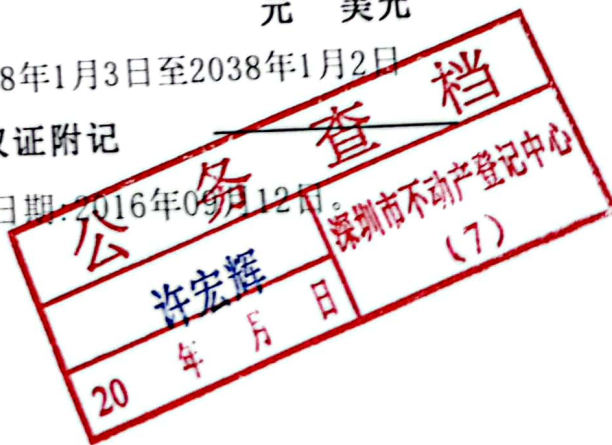 元 美元
8年1月3日至2038年1月2日
证附记
日期:2016年09月12日。
公务查档
深圳市不动产登记中心
(7)
许宏辉
20 年 月 日